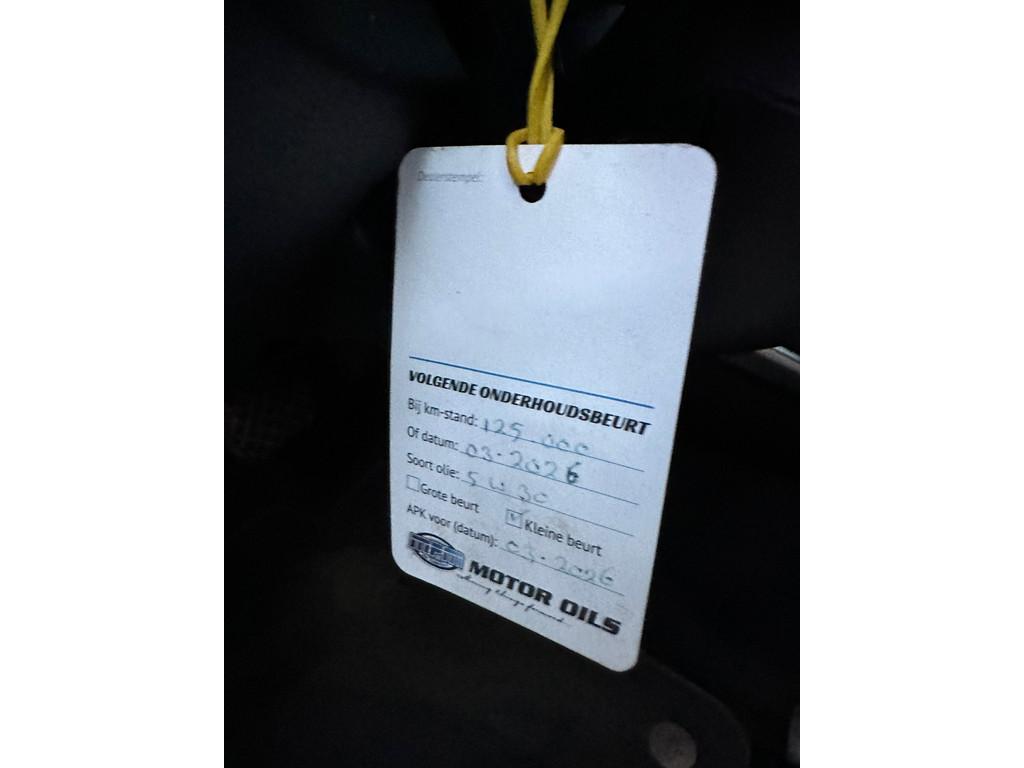 Dealerstempel:
VOLGENDE ONDERHOUDSBEURT
Bij km-stand: 125 000
Of datum: 03-2026
Soort olie: 5W30
Grote beurt Kleine beurt
APK voor (datum): 03-2026
MPM MOTOR OILS